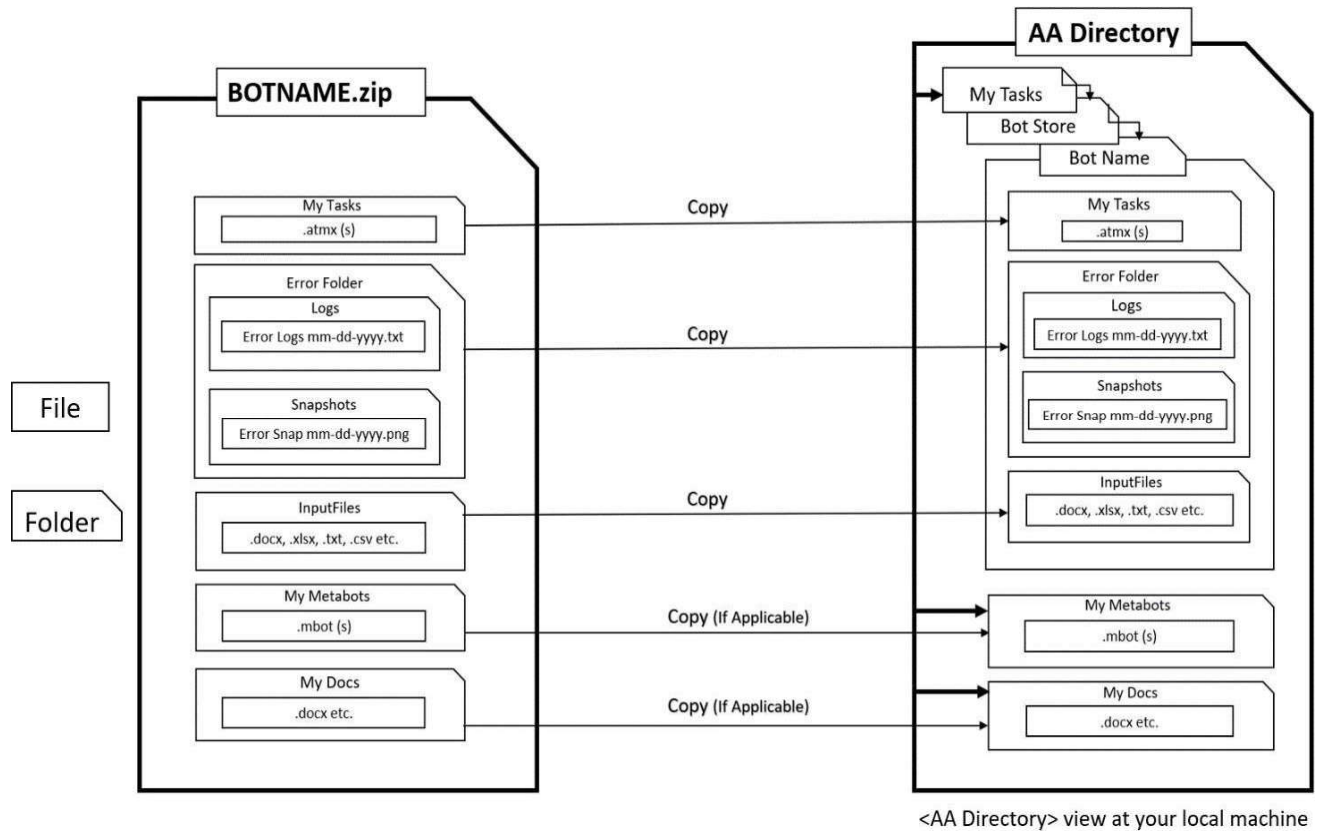 BOTNAME.zip
My Tasks
.atmx (s)
Error Folder
Logs
Error Logs mm-dd-yyyy.txt
Snapshots
Error Snap mm-dd-yyyy.png
InputFiles
.docx, .xlsx, .txt, .csv etc.
My Metabots
.mbot (s)
My Docs
.docx etc.
File
Folder
Copy
Copy
Copy
Copy (If Applicable)
Copy (If Applicable)
AA Directory
My Tasks
Bot Store
Bot Name
My Tasks
.atmx (s)
Error Folder
Logs
Error Logs mm-dd-yyyy.txt
Snapshots
Error Snap mm-dd-yyyy.png
InputFiles
.docx, .xlsx, .txt, .csv etc.
My Metabots
.mbot (s)
My Docs
.docx etc.
<AA Directory> view at your local machine